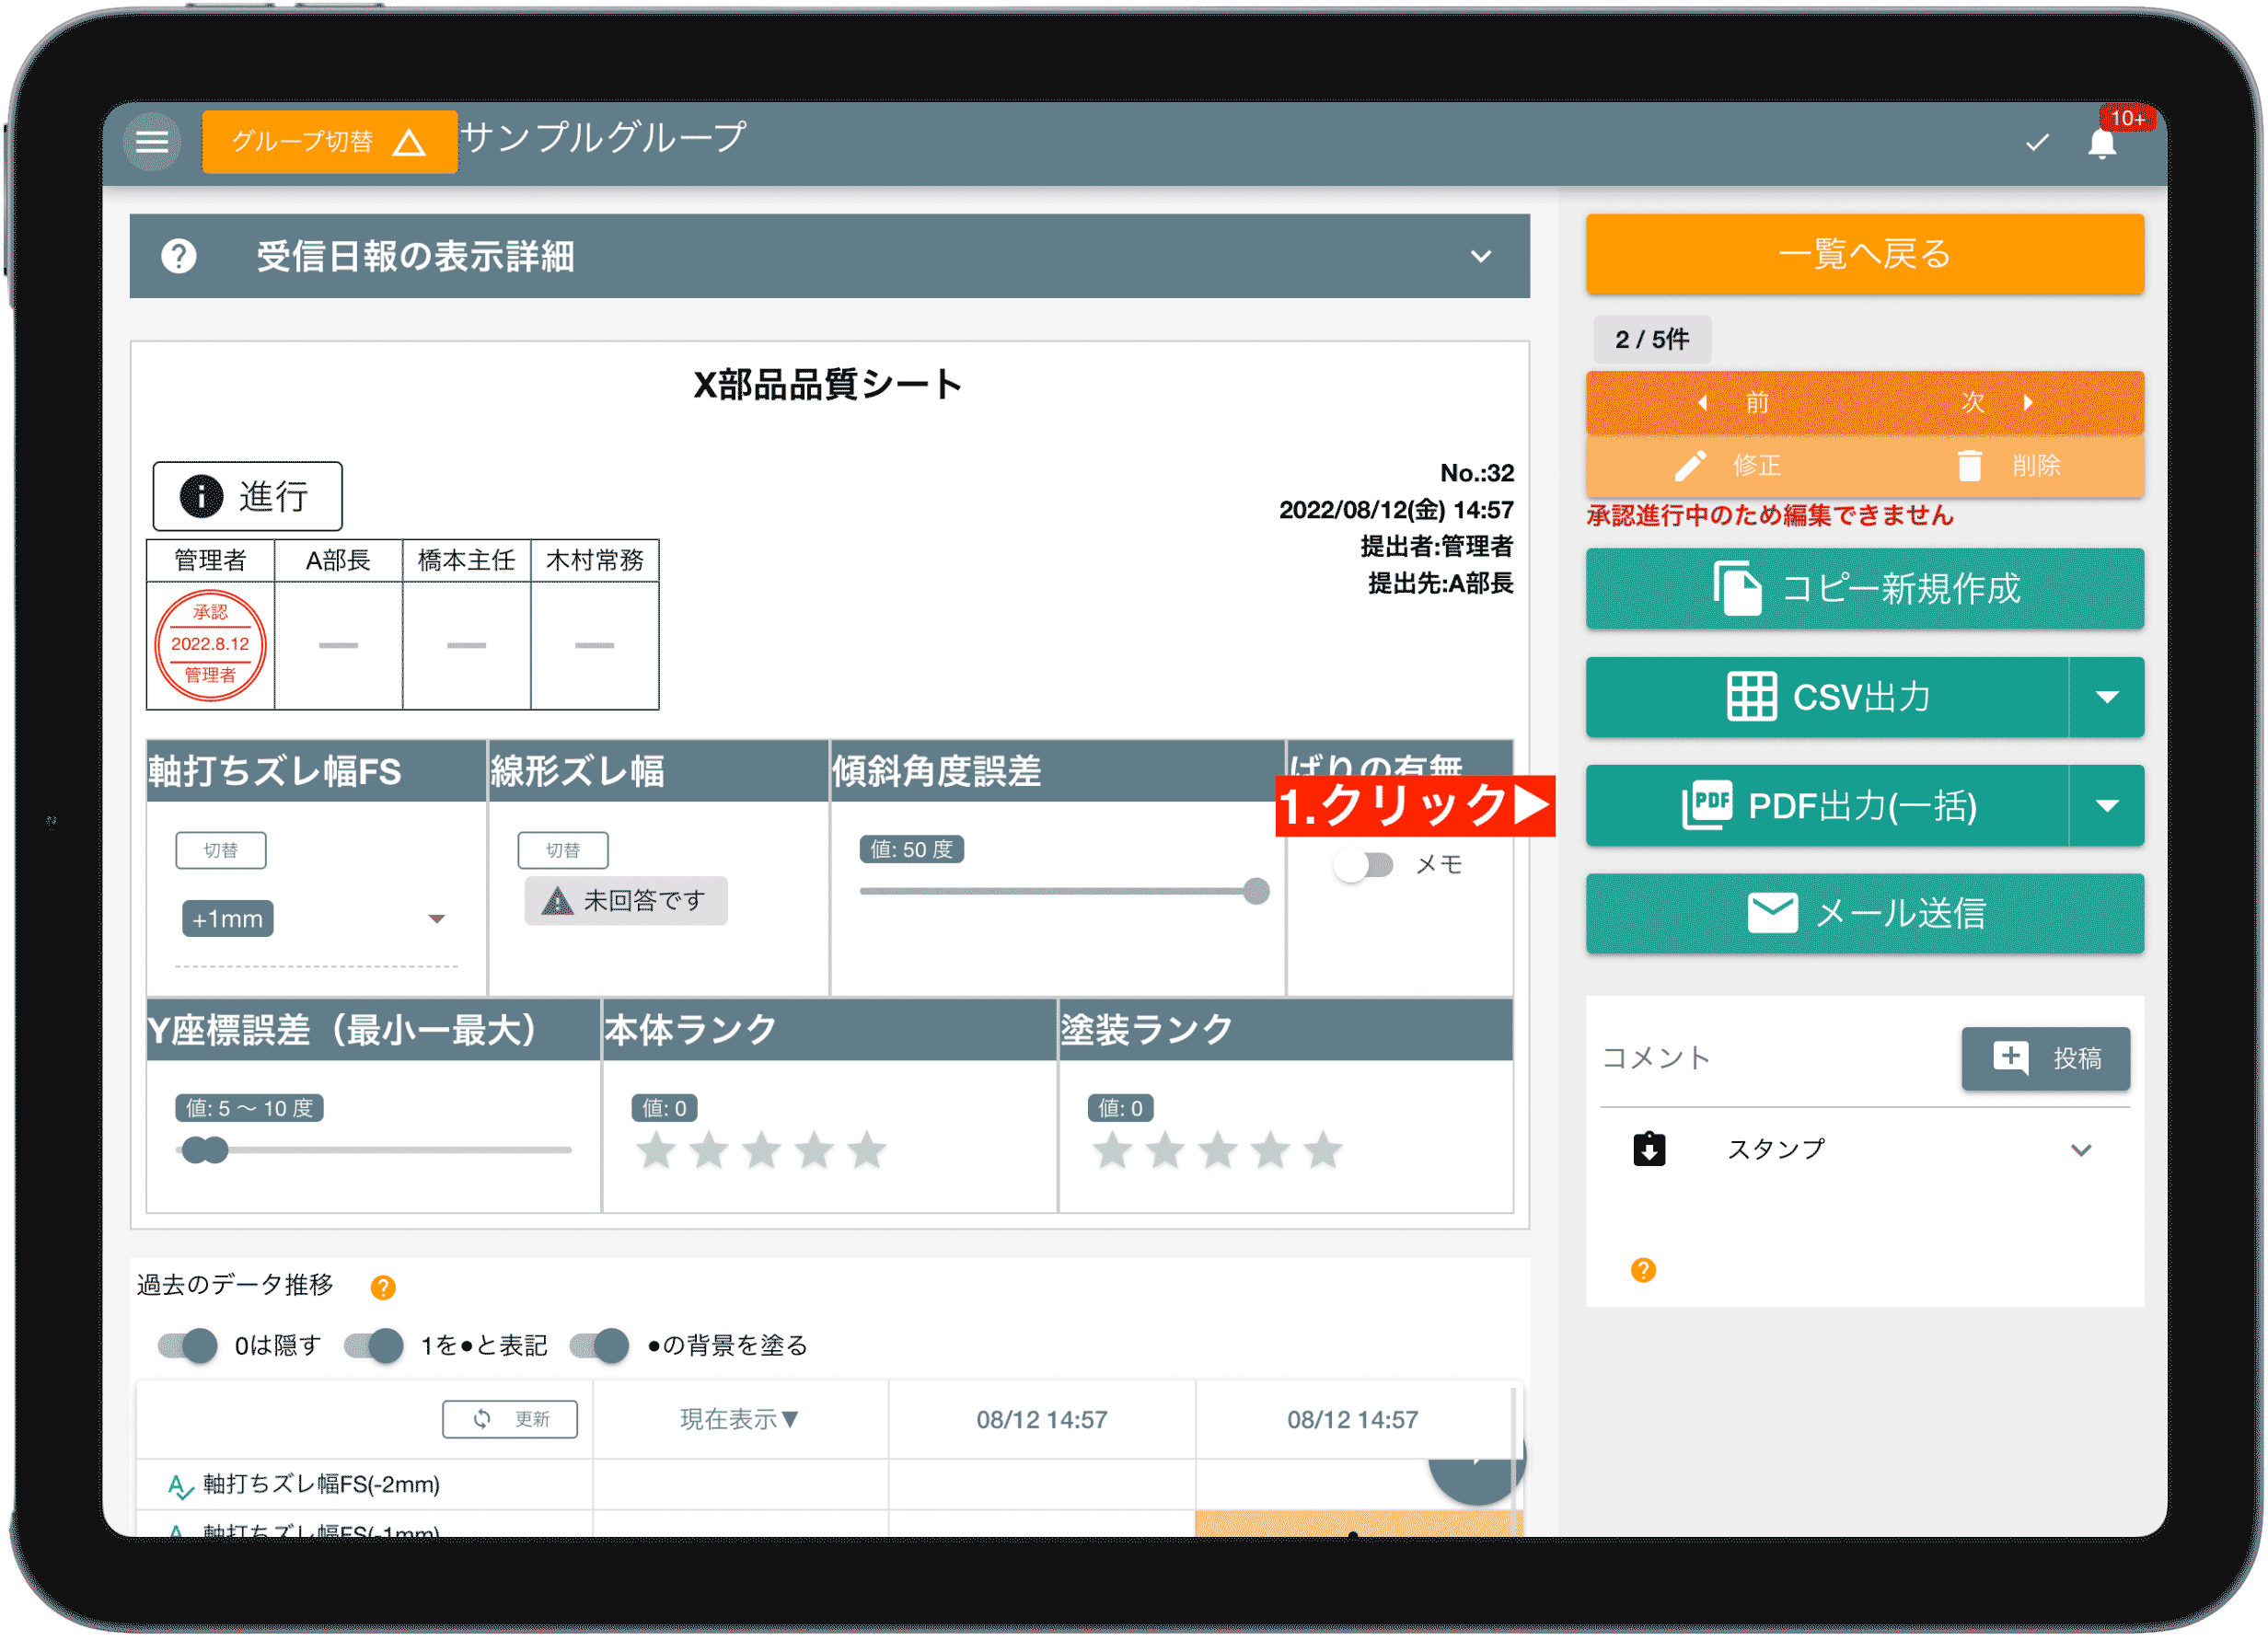 グループ切替
サンプルグループ
10+
受信日報の表示詳細
X部品品質シート
進行
No.:32
2022/08/12(金) 14:57
提出者:管理者
提出先:A部長
管理者 A部長 橋本主任 木村常務
承認
2022.8.12
管理者
軸打ちズレ幅FS 線形ズレ幅 傾斜角度誤差 ばりの有無
切替 切替 値: 50 度 メモ
+1mm 未回答です
Y座標誤差（最小ー最大） 本体ランク 塗装ランク
値: 5 〜 10 度 値: 0 値: 0
過去のデータ推移
0は隠す 1を●と表記 ●の背景を塗る
更新 現在表示▼ 08/12 14:57 08/12 14:57
軸打ちズレ幅FS(-2mm)
軸打ちズレ幅FS(-1mm)
1.クリック▶
一覧へ戻る
2 / 5件
前 次
修正 削除
承認進行中のため編集できません
コピー新規作成
CSV出力
PDF PDF出力(一括)
メール送信
コメント 投稿
スタンプ